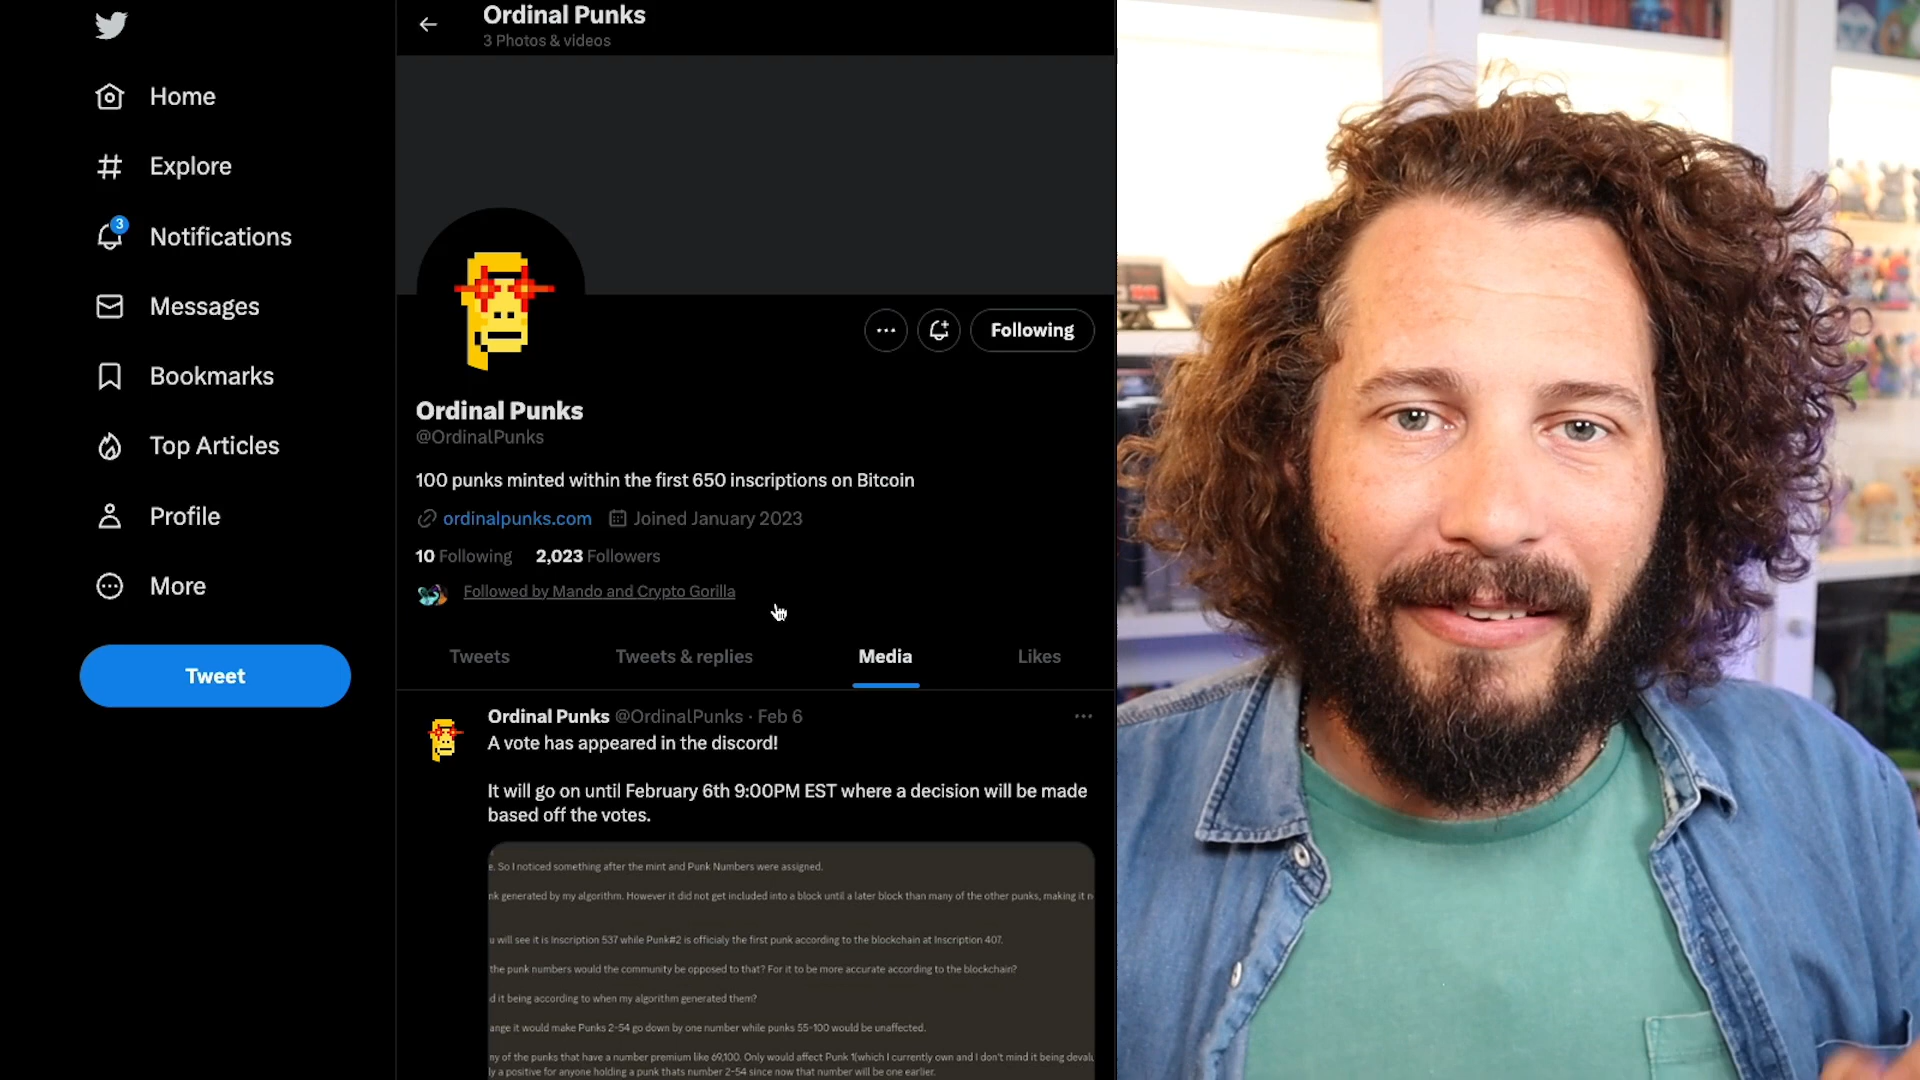 Home
Explore
3
Notifications
Messages
Bookmarks
Top Articles
Profile
More
Tweet
Ordinal Punks
3 Photos & videos
Following
Ordinal Punks
@OrdinalPunks
100 punks minted within the first 650 inscriptions on Bitcoin
ordinalpunks.com Joined January 2023
10 Following 2,023 Followers
Followed by Mando and Crypto Gorilla
Tweets Tweets & replies Media Likes
Ordinal Punks @OrdinalPunks · Feb 6
A vote has appeared in the discord!
It will go on until February 6th 9:00PM EST where a decision will be made
based off the votes.
e. So I noticed something after the mint and Punk Numbers were assigned.
nk generated by my algorithm. However it did not get included into a block until a later block than many of the other punks, making it n
u will see it is Inscription 537 while Punk#2 is officialy the first punk according to the blockchain at Inscription 407.
the punk numbers would the community be opposed to that? For it to be more accurate according to the blockchain?
d it being according to when my algorithm generated them?
ange it would make Punks 2-54 go down by one number while punks 55-100 would be unaffected.
ny of the punks that have a number premium like 69,100. Only would affect Punk 1(which I currently own and I don't mind it being devalu
ly a positive for anyone holding a punk thats number 2-54 since now that number will be one earlier.